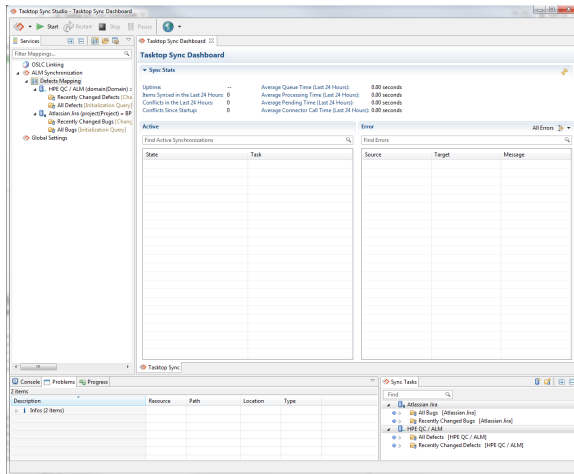 Tasktop Sync Studio - Tasktop Sync Dashboard
Start Restart Stop Pause
Services
Tasktop Sync Dashboard
Filter Mappings...
OSLC Linking
ALM Synchronization
Defects Mapping
HPE QC / ALM (domain(Domain) =
Recently Changed Defects [Chang
All Defects [Initialization Query]
Atlassian Jira (project(Project) = BP
Recently Changed Bugs [Chang
All Bugs [Initialization Query]
Global Settings
Tasktop Sync Dashboard
Sync Stats
Uptime: --
Items Synced in the Last 24 Hours: 0
Conflicts in the Last 24 Hours: 0
Conflicts Since Startup: 0
Average Queue Time (Last 24 Hours): 0.00 seconds
Average Processing Time (Last 24 Hours): 0.00 seconds
Average Pending Time (Last 24 Hours): 0.00 seconds
Average Connector Call Time (Last 24 Hours): 0.00 seconds
Active
Find Active Synchronizations
State Task
Error All Errors
Find Errors
Source Target Message
Tasktop Sync
Console Problems Progress
2 items
Description Resource Path Location Type
Infos (2 items)
Sync Tasks
Find
Atlassian Jira
All Bugs [Atlassian Jira]
Recently Changed Bugs [Atlassian Jira]
HPE QC / ALM
All Defects [HPE QC / ALM]
Recently Changed Defects [HPE QC / ALM]